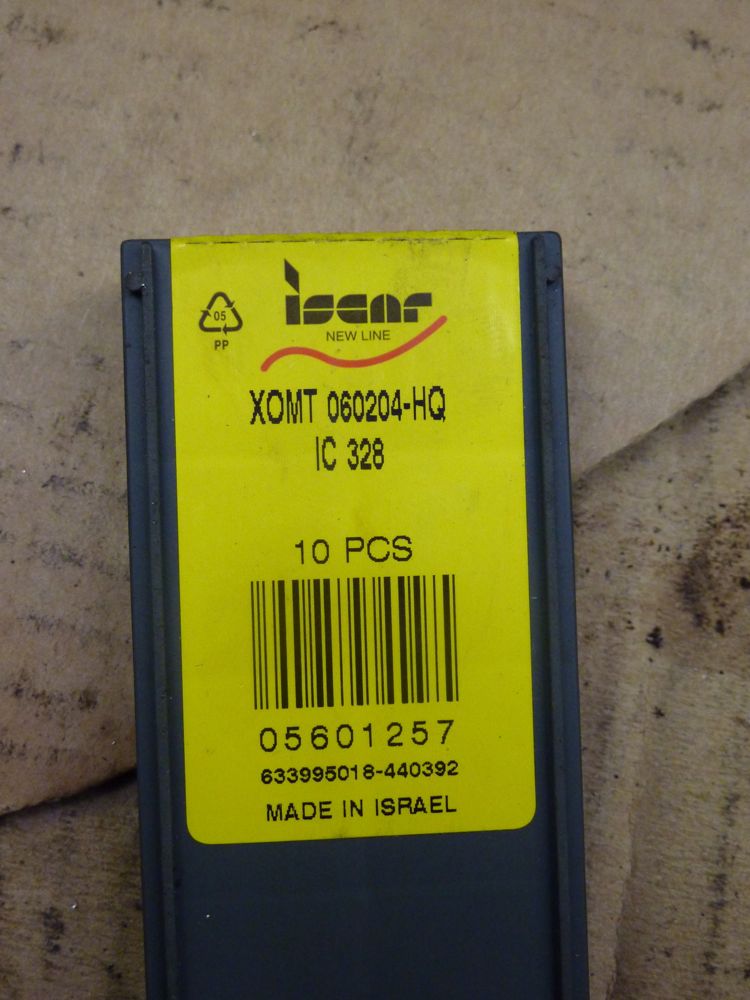 iscar
NEW LINE
05
PP
XOMT 060204-HQ
IC 328
10 PCS
05601257
633995018-440392
MADE IN ISRAEL